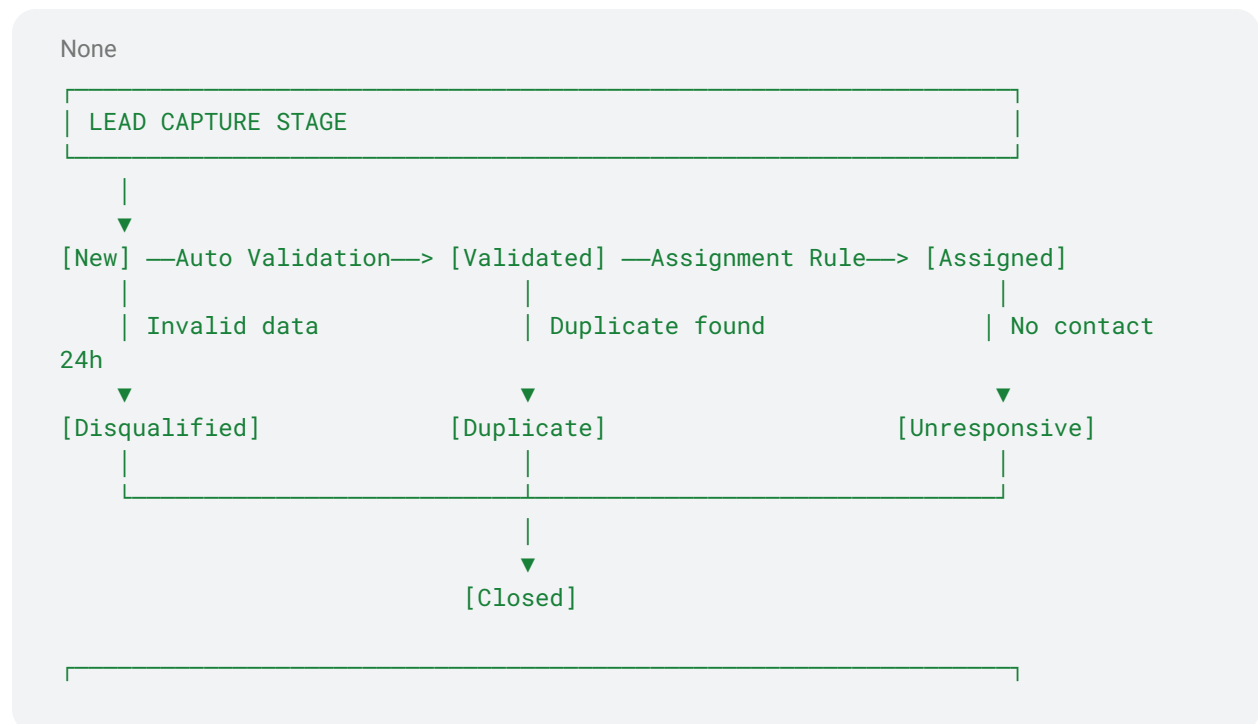 None
LEAD CAPTURE STAGE
[New] ——Auto Validation——> [Validated] ——Assignment Rule——> [Assigned]
Invalid data Duplicate found No contact
24h
[Disqualified] [Duplicate] [Unresponsive]
[Closed]